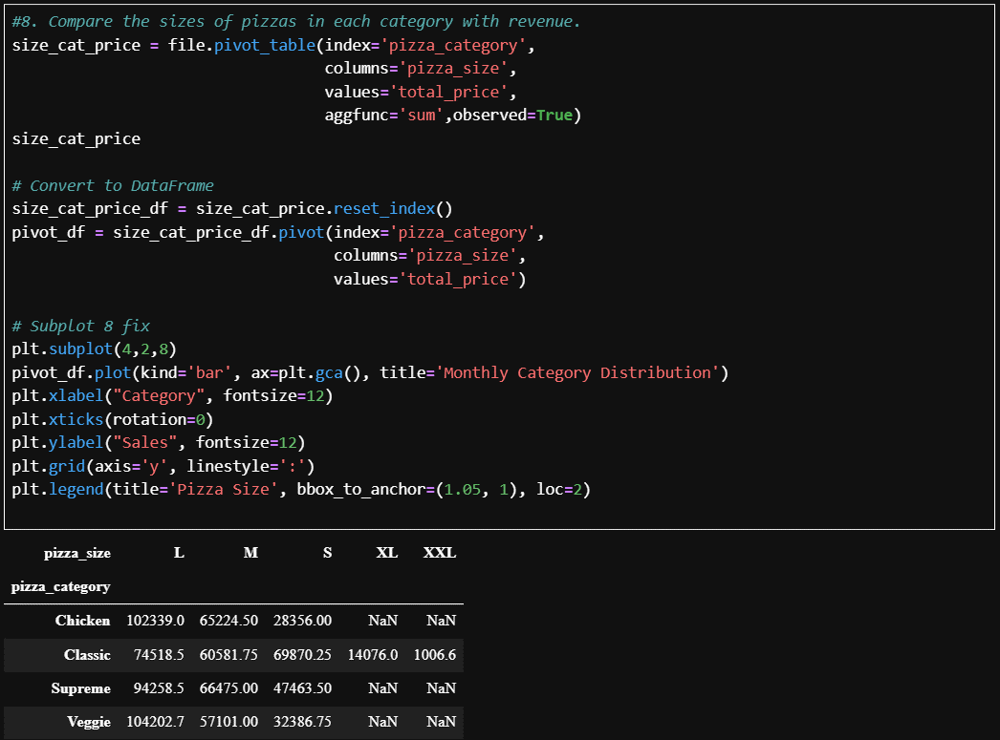 #8. Compare the sizes of pizzas in each category with revenue.
size_cat_price = file.pivot_table(index='pizza_category',
                                  columns='pizza_size',
                                  values='total_price',
                                  aggfunc='sum',observed=True)
size_cat_price

# Convert to DataFrame
size_cat_price_df = size_cat_price.reset_index()
pivot_df = size_cat_price_df.pivot(index='pizza_category',
                                   columns='pizza_size',
                                   values='total_price')

# Subplot 8 fix
plt.subplot(4,2,8)
pivot_df.plot(kind='bar', ax=plt.gca(), title='Monthly Category Distribution')
plt.xlabel("Category", fontsize=12)
plt.xticks(rotation=0)
plt.ylabel("Sales", fontsize=12)
plt.grid(axis='y', linestyle=':')
plt.legend(title='Pizza Size', bbox_to_anchor=(1.05, 1), loc=2)

pizza_size L M S XL XXL
pizza_category
Chicken 102339.0 65224.50 28356.00 NaN NaN
Classic 74518.5 60581.75 69870.25 14076.0 1006.6
Supreme 94258.5 66475.00 47463.50 NaN NaN
Veggie 104202.7 57101.00 32386.75 NaN NaN